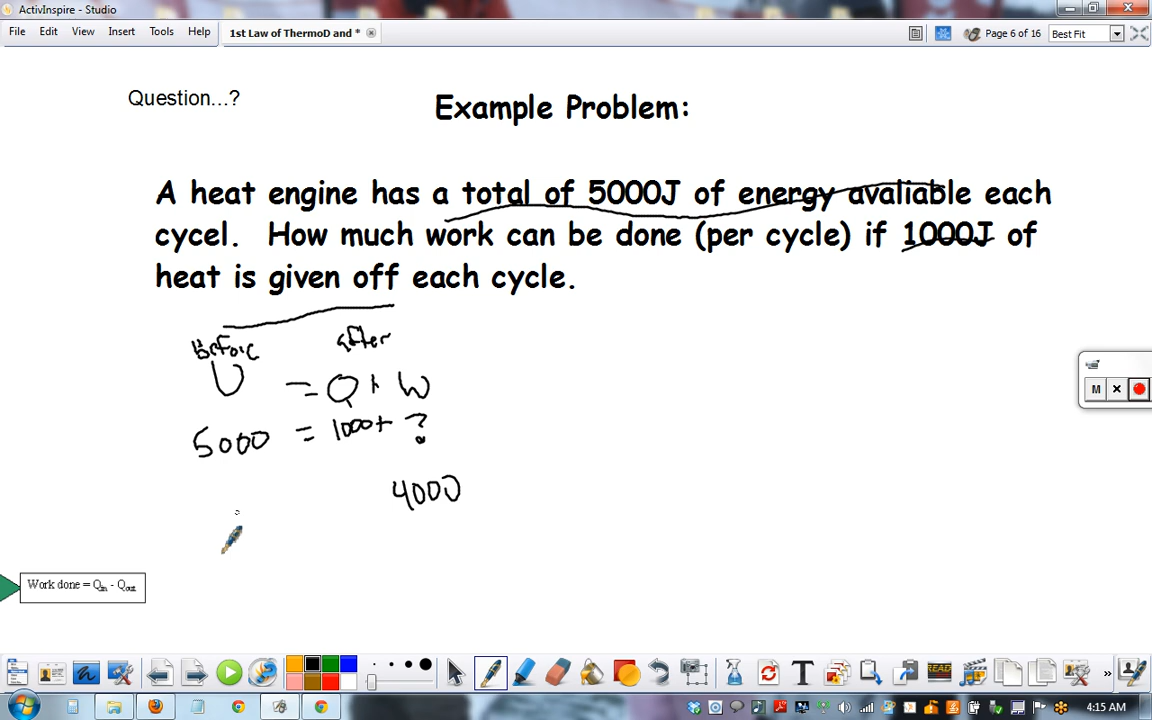 ActivInspire - Studio
File Edit View Insert Tools Help 1st Law of ThermoD and * Page 6 of 16 Best Fit
Question...?
Example Problem:
A heat engine has a total of 5000J of energy avaliable each
cycel. How much work can be done (per cycle) if 1000J of
heat is given off each cycle.
Before after
U = Q + W
5000 = 1000 + ?
4000
M
Work done = Qin - Qout
T READ »
4:15 AM